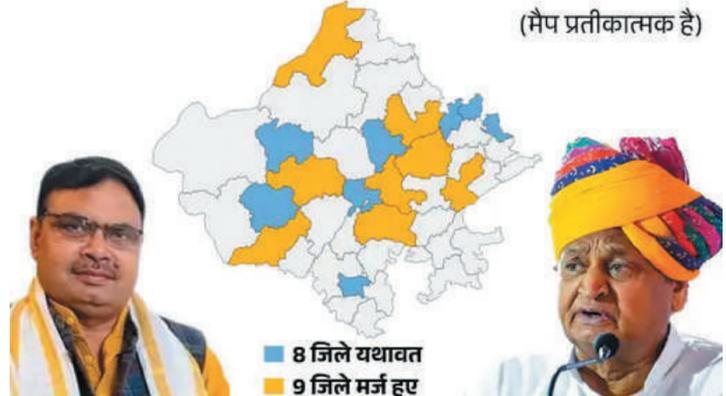 (मैप प्रतीकात्मक है)
8 जिले यथावत
9 जिले मर्ज हुए